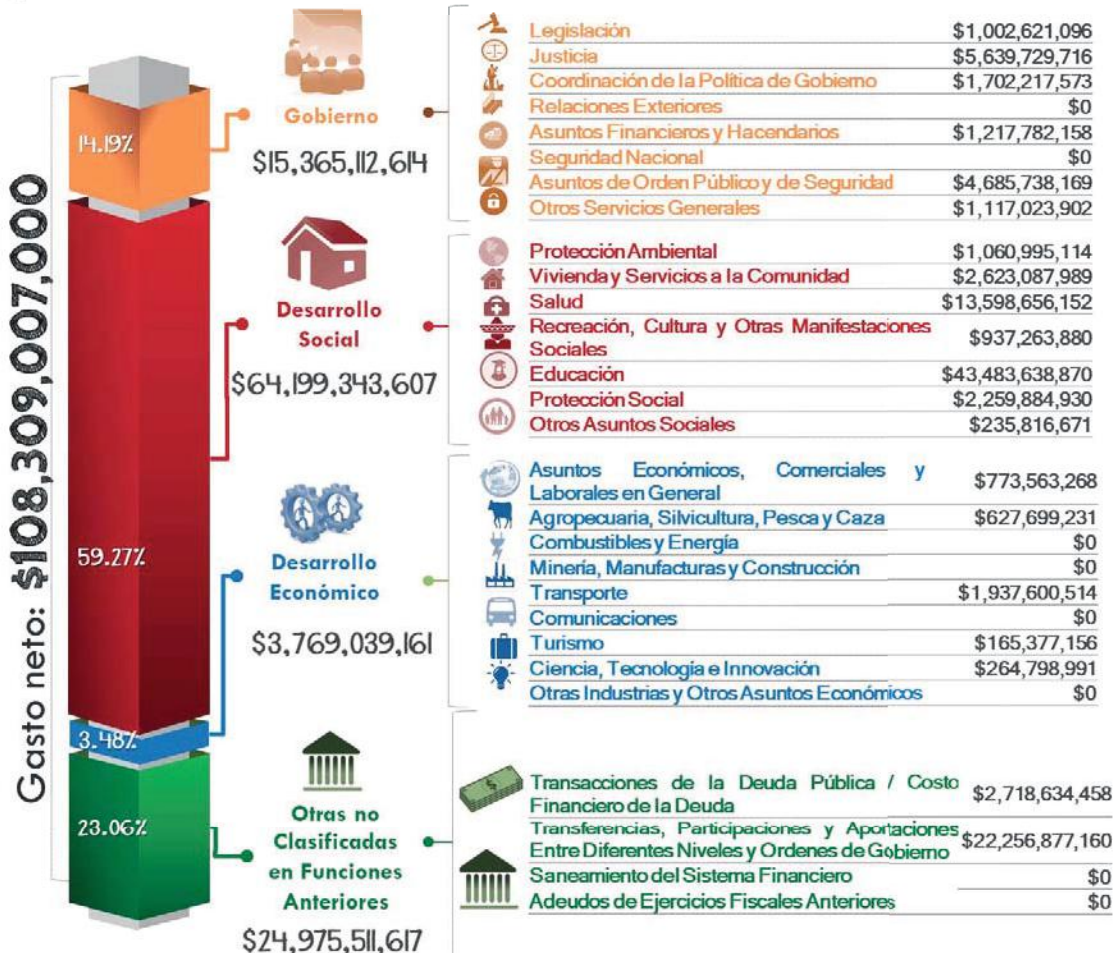 Gasto neto: $108,309,007,000
14.19%
59.27%
3.48%
23.06%
Gobierno
$15,365,112,614
Legislación $1,002,621,096
Justicia $5,639,729,716
Coordinación de la Política de Gobierno $1,702,217,573
Relaciones Exteriores $0
Asuntos Financieros y Hacendarios $1,217,782,158
Seguridad Nacional $0
Asuntos de Orden Público y de Seguridad $4,685,738,169
Otros Servicios Generales $1,117,023,902
Desarrollo
Social
$64,199,343,607
Protección Ambiental $1,060,995,114
Vivienda y Servicios a la Comunidad $2,623,087,989
Salud $13,598,656,152
Recreación, Cultura y Otras Manifestaciones
Sociales $937,263,880
Educación $43,483,638,870
Protección Social $2,259,884,930
Otros Asuntos Sociales $235,816,671
Desarrollo
Económico
$3,769,039,161
Asuntos Económicos, Comerciales y
Laborales en General $773,563,268
Agropecuaria, Silvicultura, Pesca y Caza $627,699,231
Combustibles y Energía $0
Minería, Manufacturas y Construcción $0
Transporte $1,937,600,514
Comunicaciones $0
Turismo $165,377,156
Ciencia, Tecnología e Innovación $264,798,991
Otras Industrias y Otros Asuntos Económicos $0
Otras no
Clasificadas
en Funciones
Anteriores
$24,975,511,617
Transacciones de la Deuda Pública / Costo
Financiero de la Deuda $2,718,634,458
Transferencias, Participaciones y Aportaciones
Entre Diferentes Niveles y Ordenes de Gobierno $22,256,877,160
Saneamiento del Sistema Financiero $0
Adeudos de Ejercicios Fiscales Anteriores $0